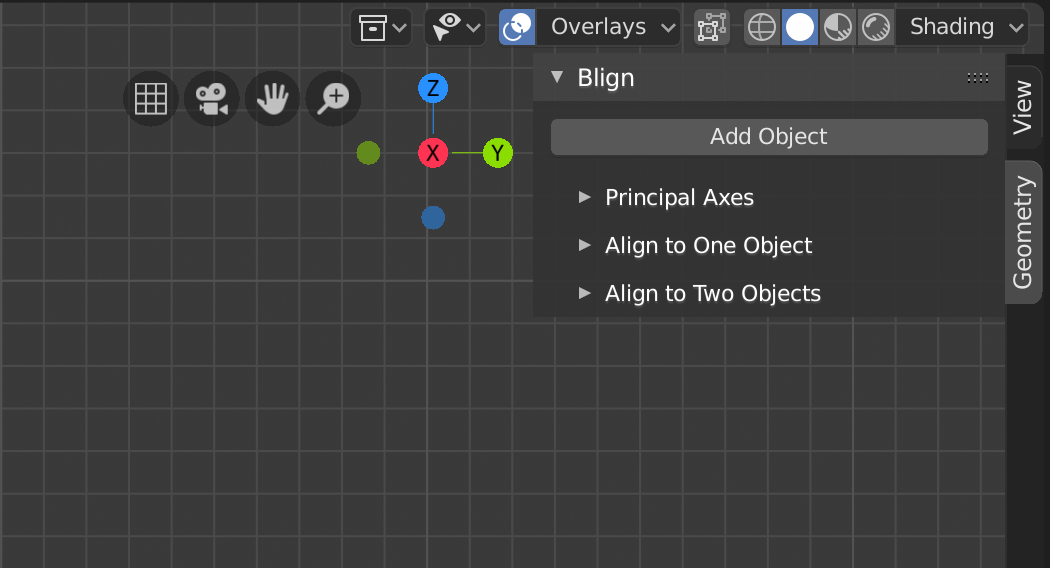 Overlays
Shading
Blign
Add Object
Principal Axes
Align to One Object
Align to Two Objects
View
Geometry
Z
X
Y